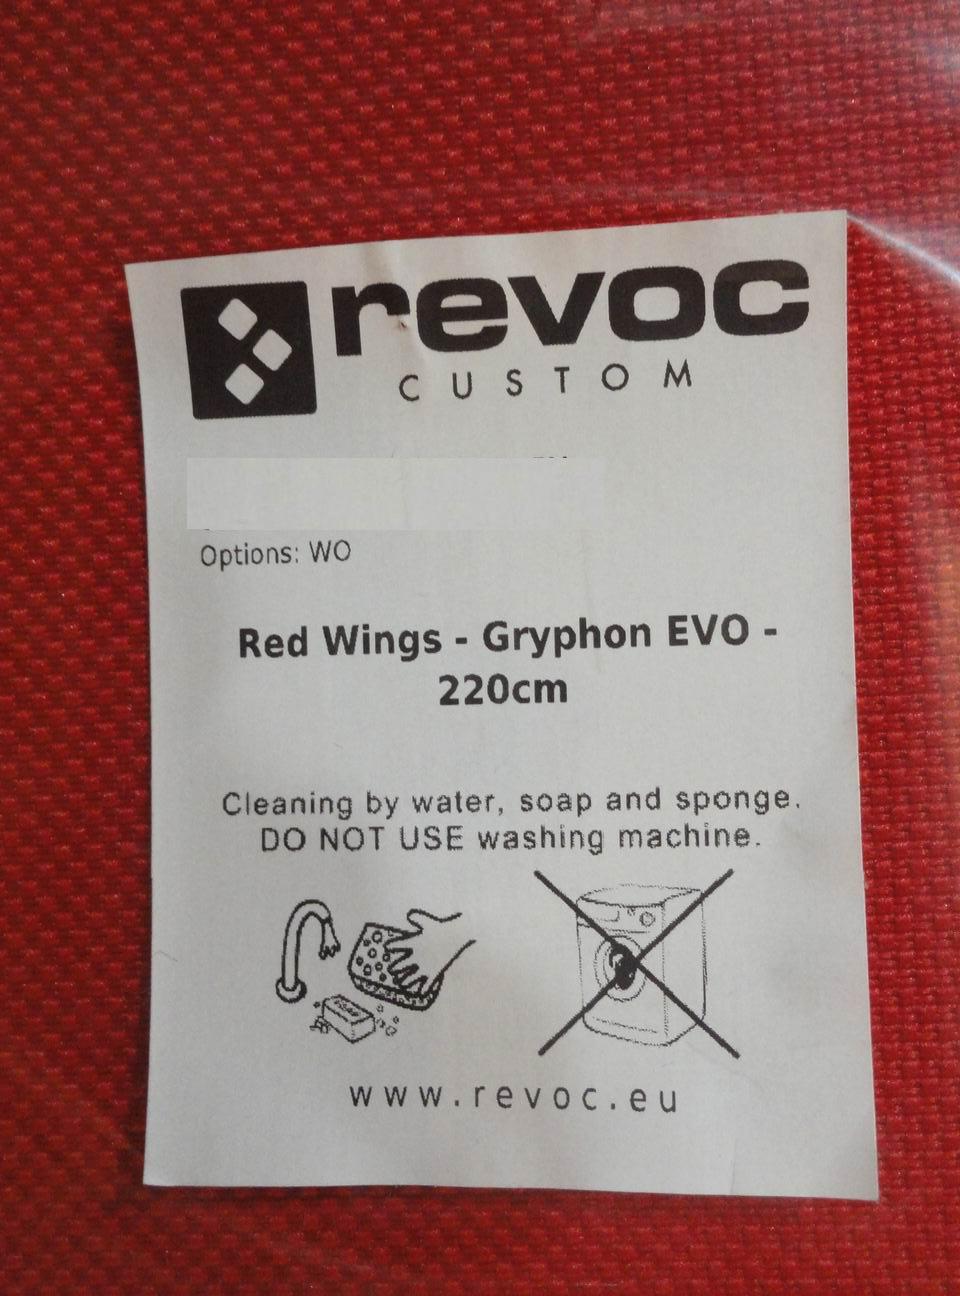 revoc
CUSTOM
Options: WO
Red Wings - Gryphon EVO -
220cm
Cleaning by water, soap and sponge.
DO NOT USE washing machine.
www.revoc.eu